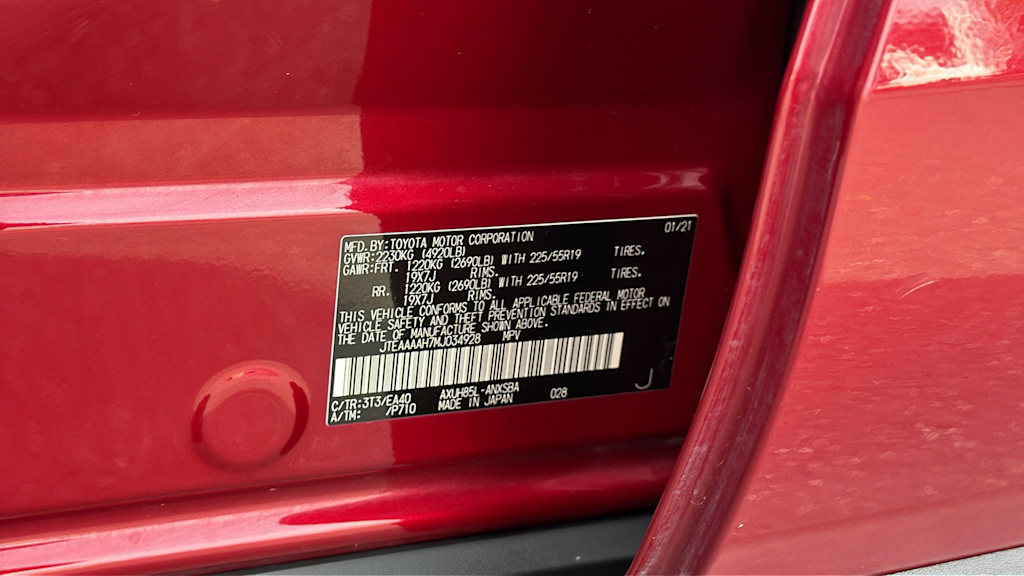 MFD. BY: TOYOTA MOTOR CORPORATION 01/21
GVWR: 2230KG (4920LB)
GAWR: FRT. 1220KG (2690LB) WITH 225/55R19 TIRES.
19X7J RIMS.
RR. 1220KG (2690LB) WITH 225/55R19 TIRES.
19X7J RIMS.
THIS VEHICLE CONFORMS TO ALL APPLICABLE FEDERAL MOTOR
VEHICLE SAFETY AND THEFT PREVENTION STANDARDS IN EFFECT ON
THE DATE OF MANUFACTURE SHOWN ABOVE.
JTEAAAAH7MJ034928 MPV
C/TR: 3T3/EA40 AXUH85L-ANXSBA 028
A/TM: /P710 MADE IN JAPAN
J